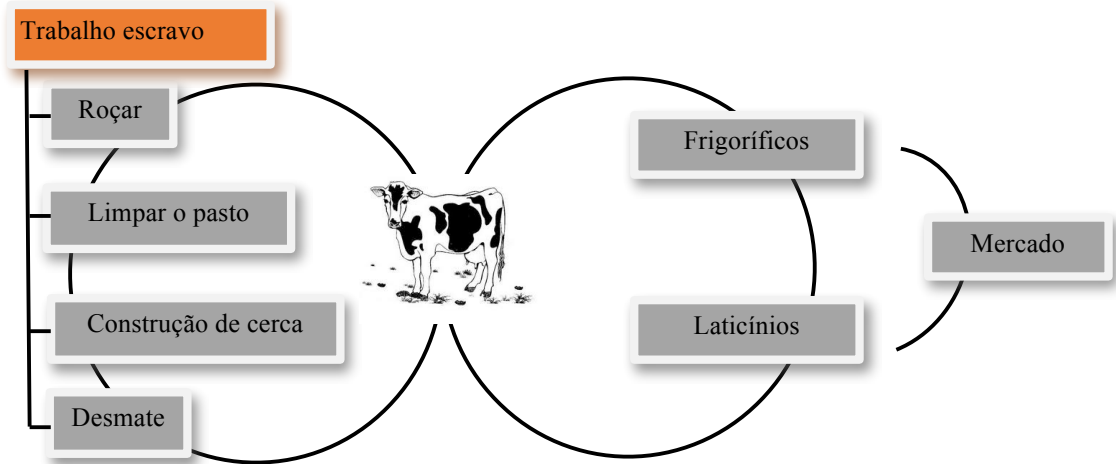 Trabalho escravo
Roçar
Limpar o pasto
Construção de cerca
Desmate
Frigoríficos
Laticínios
Mercado